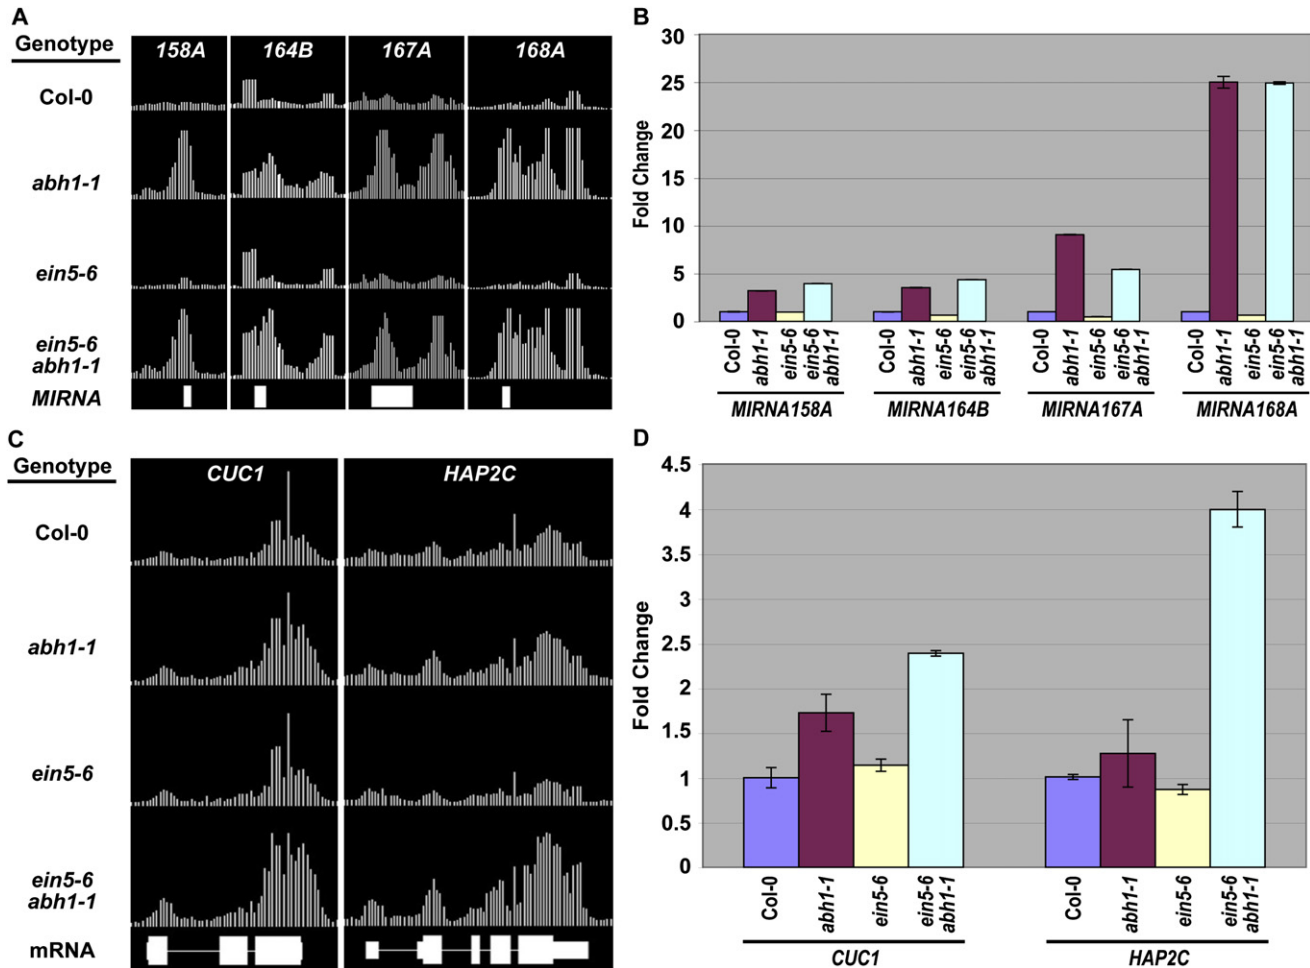 A
Genotype
158A 164B 167A 168A
Col-0
abh1-1
ein5-6
ein5-6
abh1-1
MIRNA
B
Fold Change
30
25
20
15
10
5
0
Col-0 abh1-1 ein5-6 ein5-6 abh1-1
Col-0 abh1-1 ein5-6 ein5-6 abh1-1
Col-0 abh1-1 ein5-6 ein5-6 abh1-1
Col-0 abh1-1 ein5-6 ein5-6 abh1-1
MIRNA158A MIRNA164B MIRNA167A MIRNA168A
C
Genotype
CUC1 HAP2C
Col-0
abh1-1
ein5-6
ein5-6
abh1-1
mRNA
D
Fold Change
4.5
4
3.5
3
2.5
2
1.5
1
0.5
0
Col-0 abh1-1 ein5-6 ein5-6 abh1-1
Col-0 abh1-1 ein5-6 ein5-6 abh1-1
CUC1 HAP2C